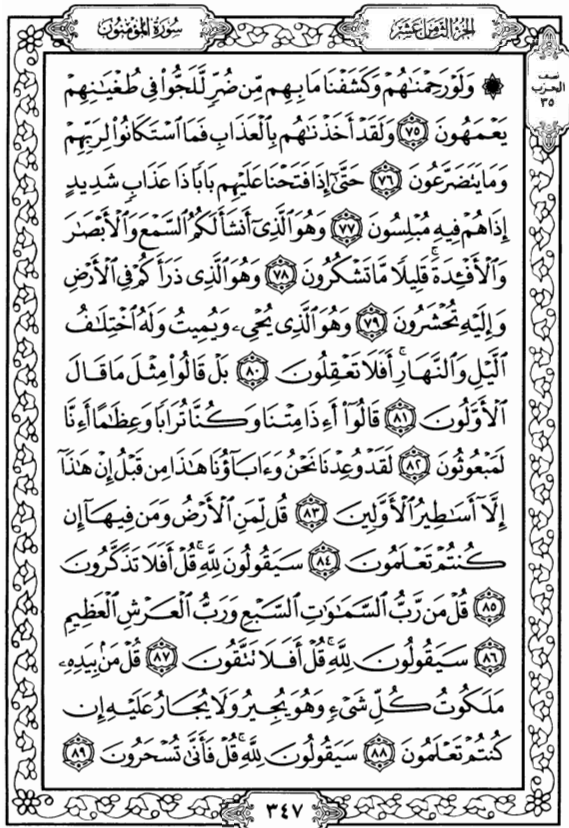 الجزء الثامن عشر
سورة المؤمنون
نصف
الحزب
٣٥
۞ وَلَوْ رَحِمْنَٰهُمْ وَكَشَفْنَا مَا بِهِم مِّن ضُرٍّ لَّلَجُّوا۟ فِى طُغْيَٰنِهِمْ
يَعْمَهُونَ ٧٥ وَلَقَدْ أَخَذْنَٰهُم بِٱلْعَذَابِ فَمَا ٱسْتَكَانُوا۟ لِرَبِّهِمْ
وَمَا يَتَضَرَّعُونَ ٧٦ حَتَّىٰٓ إِذَا فَتَحْنَا عَلَيْهِم بَابًا ذَا عَذَابٍ شَدِيدٍ
إِذَا هُمْ فِيهِ مُبْلِسُونَ ٧٧ وَهُوَ ٱلَّذِىٓ أَنشَأَ لَكُمُ ٱلسَّمْعَ وَٱلْأَبْصَٰرَ
وَٱلْأَفْـِٔدَةَ ۚ قَلِيلًا مَّا تَشْكُرُونَ ٧٨ وَهُوَ ٱلَّذِى ذَرَأَكُمْ فِى ٱلْأَرْضِ
وَإِلَيْهِ تُحْشَرُونَ ٧٩ وَهُوَ ٱلَّذِى يُحْىِۦ وَيُمِيتُ وَلَهُ ٱخْتِلَٰفُ
ٱلَّيْلِ وَٱلنَّهَارِ ۚ أَفَلَا تَعْقِلُونَ ٨٠ بَلْ قَالُوا۟ مِثْلَ مَا قَالَ
ٱلْأَوَّلُونَ ٨١ قَالُوٓا۟ أَءِذَا مِتْنَا وَكُنَّا تُرَابًا وَعِظَٰمًا أَءِنَّا
لَمَبْعُوثُونَ ٨٢ لَقَدْ وُعِدْنَا نَحْنُ وَءَابَآؤُنَا هَٰذَا مِن قَبْلُ إِنْ هَٰذَآ
إِلَّآ أَسَٰطِيرُ ٱلْأَوَّلِينَ ٨٣ قُل لِّمَنِ ٱلْأَرْضُ وَمَن فِيهَآ إِن
كُنتُمْ تَعْلَمُونَ ٨٤ سَيَقُولُونَ لِلَّهِ ۚ قُلْ أَفَلَا تَذَكَّرُونَ
٨٥ قُلْ مَن رَّبُّ ٱلسَّمَٰوَٰتِ ٱلسَّبْعِ وَرَبُّ ٱلْعَرْشِ ٱلْعَظِيمِ
٨٦ سَيَقُولُونَ لِلَّهِ ۚ قُلْ أَفَلَا تَتَّقُونَ ٨٧ قُلْ مَنۢ بِيَدِهِۦ
مَلَكُوتُ كُلِّ شَىْءٍ وَهُوَ يُجِيرُ وَلَا يُجَارُ عَلَيْهِ إِن
كُنتُمْ تَعْلَمُونَ ٨٨ سَيَقُولُونَ لِلَّهِ ۚ قُلْ فَأَنَّىٰ تُسْحَرُونَ ٨٩
٣٤٧